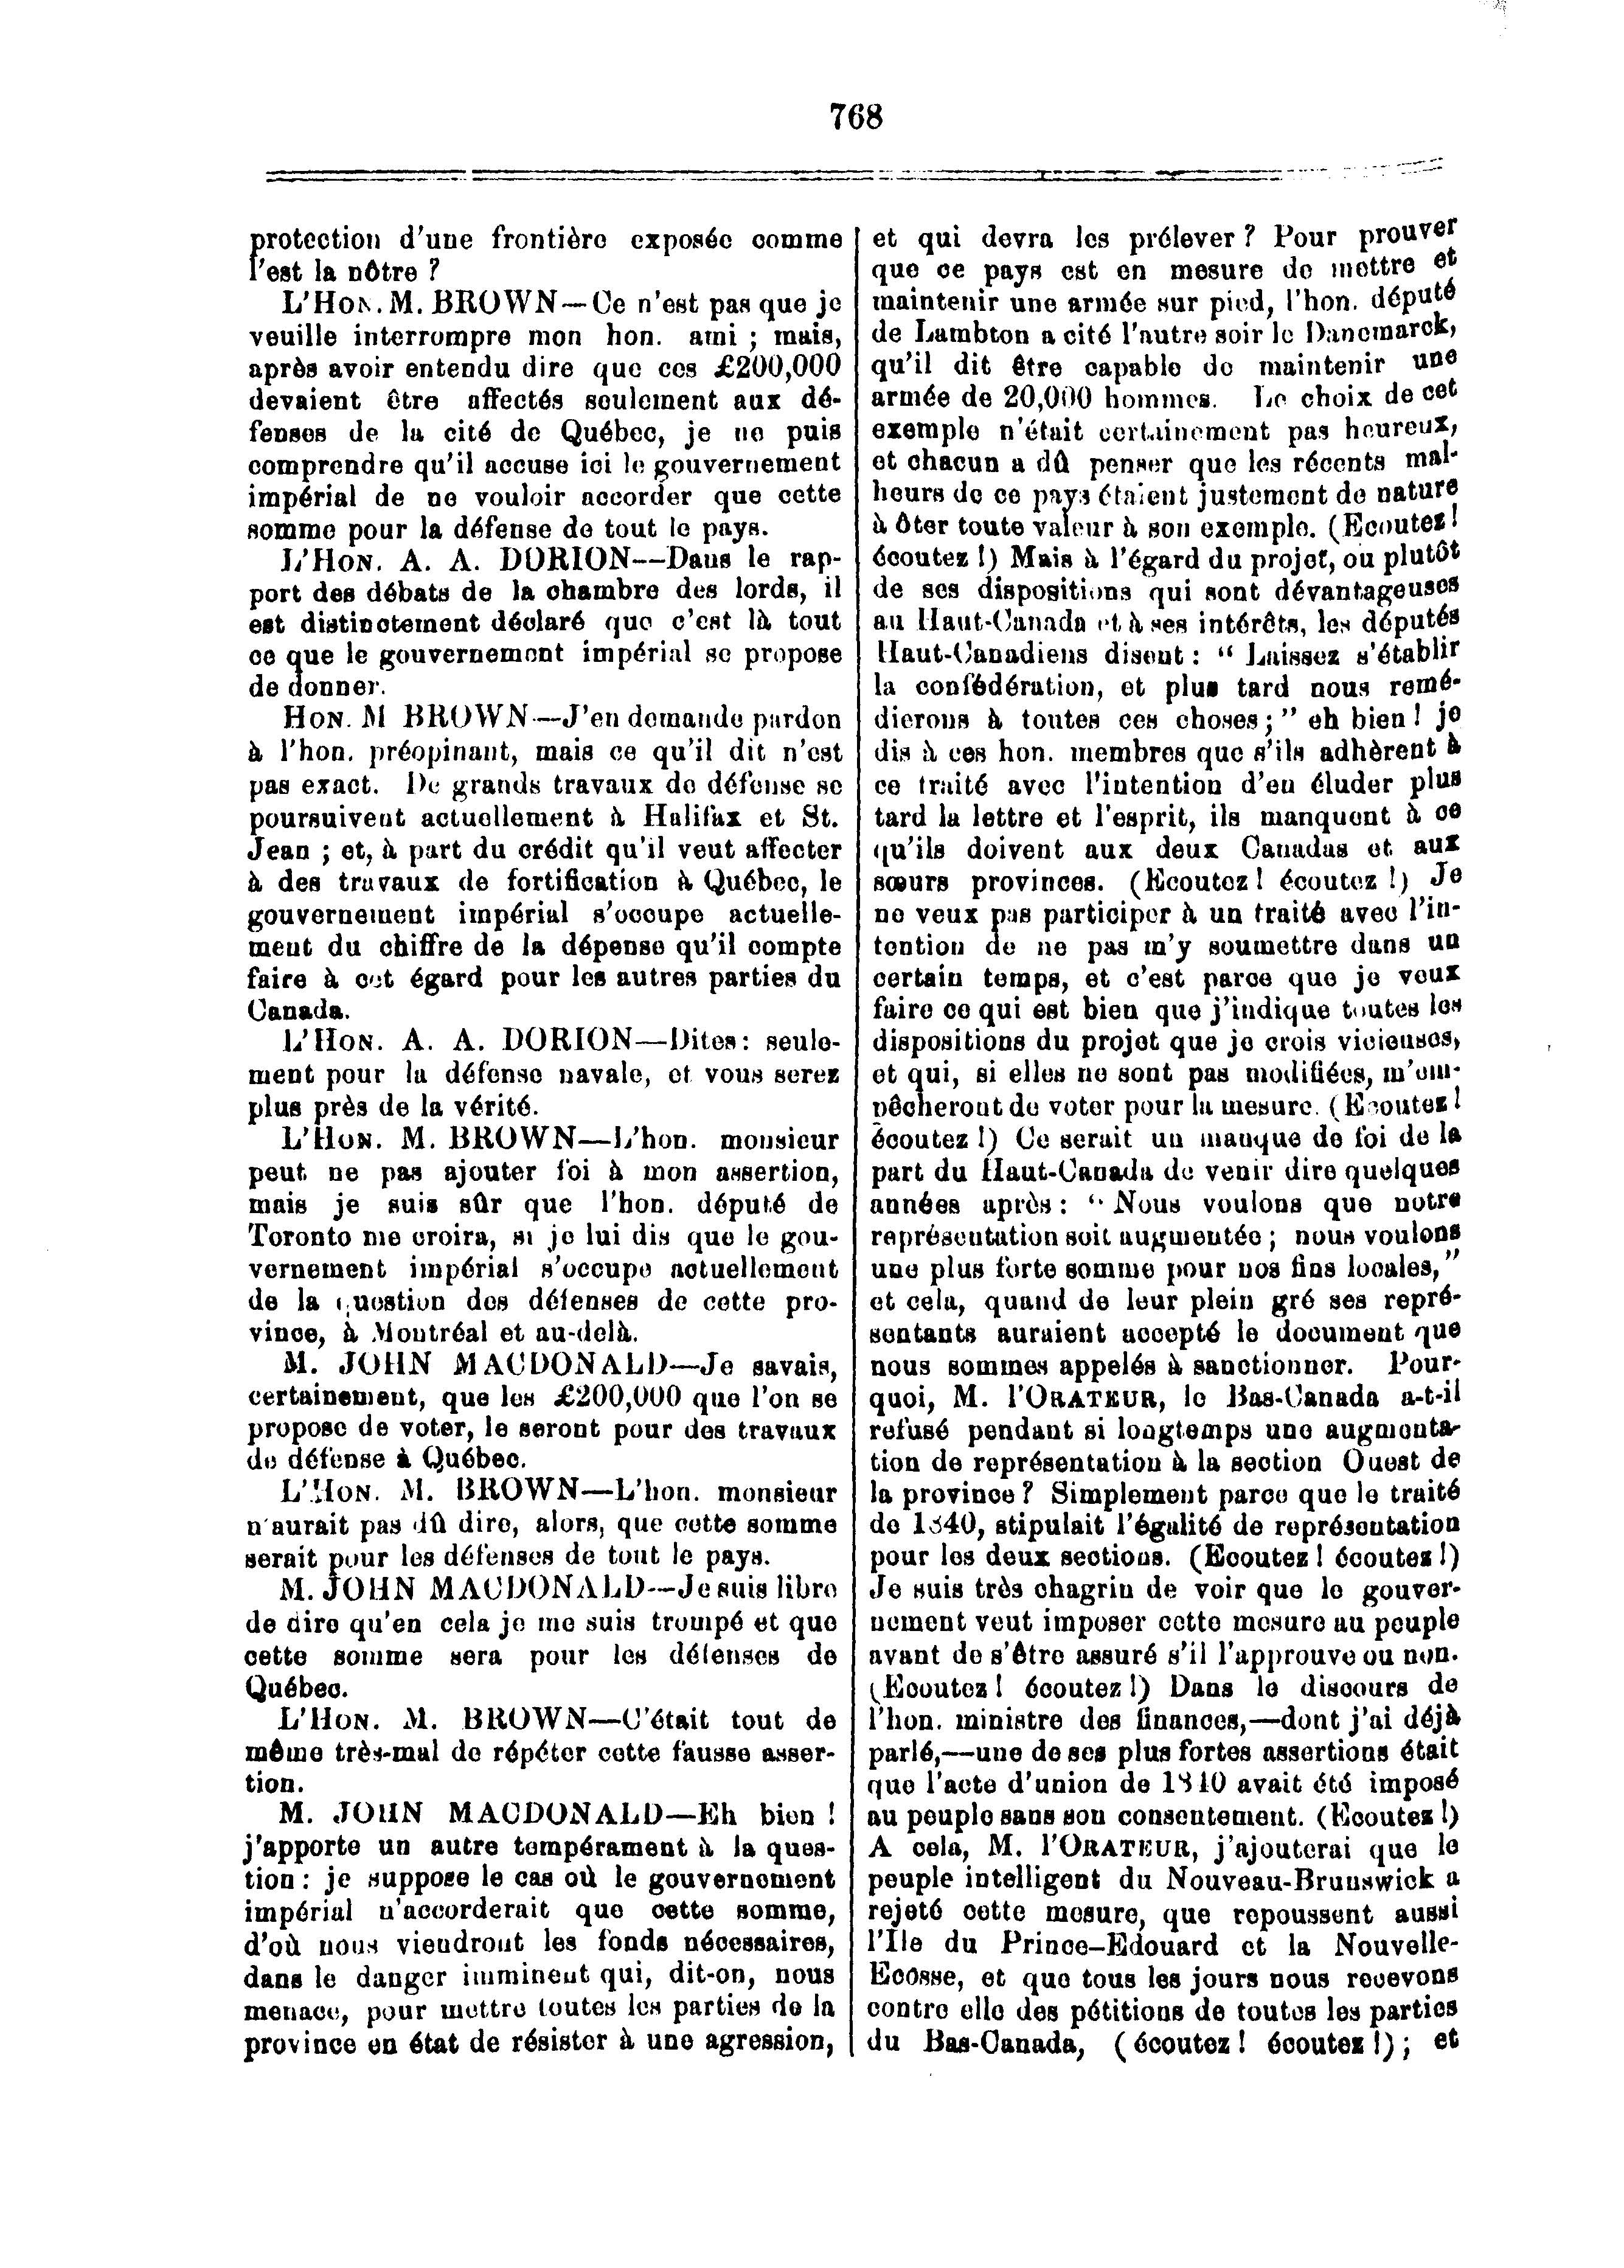 768
protection d'une frontière exposée comme
l'est la nôtre ?
L'HON. M. BROWN—Ce n'est pas que je
veuille interrompre mon hon. ami ; mais,
après avoir entendu dire que ces £200,000
devaient être affectés seulement aux dé-
fenses de la cité de Québec, je ne puis
comprendre qu'il accuse ici le gouvernement
impérial de ne vouloir accorder que cette
somme pour la défense de tout le pays.
L'HON. A. A. DORION—Dans le rap-
port des débats de la chambre des lords, il
est distinctement déclaré que c'est là tout
ce que le gouvernement impérial se propose
de donner.
HON. M BROWN—J'en demande pardon
à l'hon. préopinant, mais ce qu'il dit n'est
pas exact. De grands travaux de défense se
poursuivent actuellement à Halifax et St.
Jean ; et, à part du crédit qu'il veut affecter
à des travaux de fortification à Québec, le
gouvernement impérial s'occupe actuelle-
ment du chiffre de la dépense qu'il compte
faire à cet égard pour les autres parties du
Canada.
L'HON. A. A. DORION—Dites: seule-
ment pour la défense navale, et vous serez
plus près de la vérité.
L'HON. M. BROWN—L'hon. monsieur
peut ne pas ajouter foi à mon assertion,
mais je suis sûr que l'hon. député de
Toronto me croira, si je lui dis que le gou-
vernement impérial s'occupe actuellement
de la question des défenses de cette pro-
vince, à Montréal et au-delà.
M. JOHN MACDONALD—Je savais,
certainement, que les £200,000 que l'on se
propose de voter, le seront pour des travaux
de défense à Québec.
L'HON. M. BROWN—L'hon. monsieur
n'aurait pas dû dire, alors, que cette somme
serait pour les défenses de tout le pays.
M. JOHN MACDONALD—Je suis libre
de dire qu'en cela je me suis trompé et que
cette somme sera pour les défenses de
Québec.
L'HON. M. BROWN—C'était tout de
même très-mal de répéter cette fausse asser-
tion.
M. JOHN MACDONALD—Eh bien !
j'apporte un autre tempérament à la ques-
tion : je suppose le cas où le gouvernement
impérial n'accorderait que cette somme,
d'où nous viendront les fonds nécessaires,
dans le danger imminent qui, dit-on, nous
menace, pour mettre toutes les parties de la
province en état de résister à une agression,
et qui devra les prélever ? Pour prouver
que ce pays est en mesure de mettre et
maintenir une armée sur pied, l'hon. député
de Lambton a cité l'autre soir le Danemarck,
qu'il dit être capable de maintenir une
armée de 20,000 hommes. Le choix de cet
exemple n'était certainement pas heureux,
et chacun a dû penser que les récents mal-
heurs de ce pays étaient justement de nature
à ôter toute valeur à son exemple. (Ecoutez !
écoutez !) Mais à l'égard du projet, ou plutôt
de ses dispositions qui sont dévantageuses
au Haut-Canada et à ses intérêts, les députés
Haut-Canadiens disent : " Laissez s'établir
la confédération, et plus tard nous remé-
dierons à toutes ces choses ; " eh bien ! je
dis à ces hon. membres que s'ils adhèrent à
ce traité avec l'intention d'en éluder plus
tard la lettre et l'esprit, ils manquent à ce
qu'ils doivent aux deux Canadas et aux
sœurs provinces. (Ecoutez ! écoutez !) Je
ne veux pas participer à un traité avec l'in-
tention de ne pas m'y soumettre dans un
certain temps, et c'est parce que je veux
faire ce qui est bien que j'indique toutes les
dispositions du projet que je crois vicieuses,
et qui, si elles ne sont pas modifiées, m'em-
pêcheront de voter pour la mesure. (Ecoutez !
écoutez !) Ce serait un manque de foi de la
part du Haut-Canada de venir dire quelques
années après : " Nous voulons que notre
représentation soit augmentée ; nous voulons
une plus forte somme pour nos fins locales,"
et cela, quand de leur plein gré ses repré-
sentants auraient accepté le document que
nous sommes appelés à sanctionner. Pour-
quoi, M. l'ORATEUR, le Bas-Canada a-t-il
refusé pendant si longtemps une augmenta-
tion de représentation à la section Ouest de
la province ? Simplement parce que le traité
de 1840, stipulait l'égalité de représentation
pour les deux sections. (Ecoutez ! écoutez !)
Je suis très chagrin de voir que le gouver-
nement veut imposer cette mesure au peuple
avant de s'être assuré s'il l'approuve ou non.
(Ecoutez ! écoutez !) Dans le discours de
l'hon. ministre des finances,—dont j'ai déjà
parlé,—une de ses plus fortes assertions était
que l'acte d'union de 1840 avait été imposé
au peuple sans son consentement. (Ecoutez !)
A cela, M. l'ORATEUR, j'ajouterai que le
peuple intelligent du Nouveau-Brunswick a
rejeté cette mesure, que repoussent aussi
l'Ile du Prince-Edouard et la Nouvelle-
Ecosse, et que tous les jours nous recevons
contre elle des pétitions de toutes les parties
du Bas-Canada, (écoutez ! écoutez !) ; et